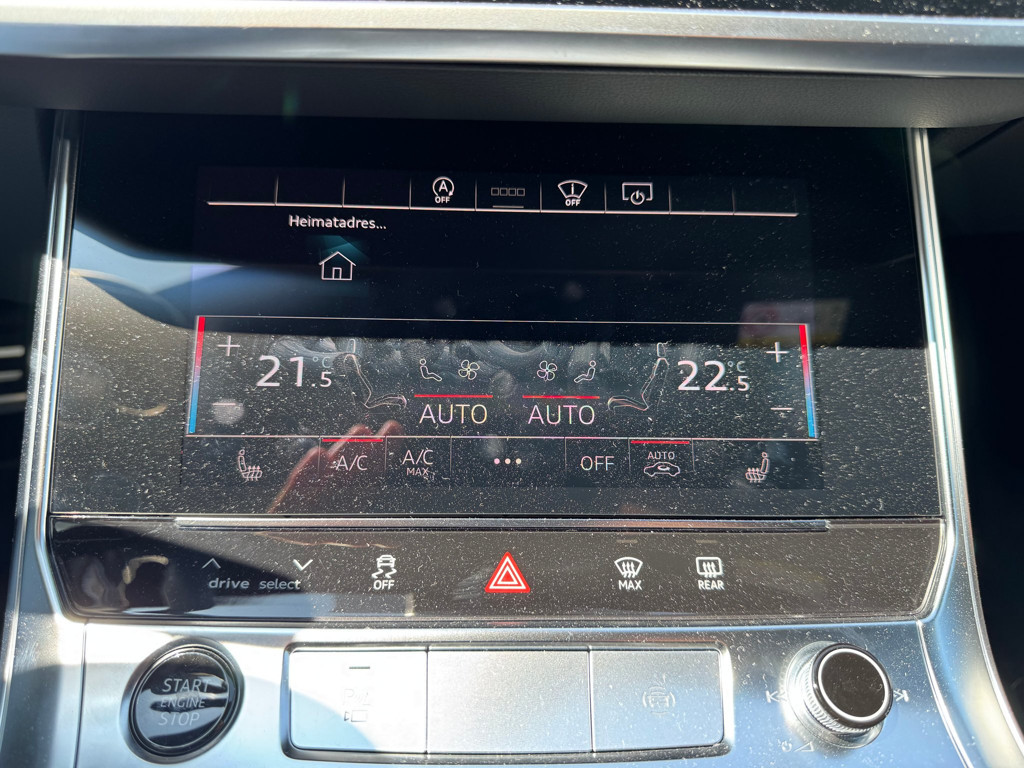 A
OFF
OFF
Heimatadres...
+ 21.5 °C
22.5 °C +
AUTO AUTO
A/C
A/C
MAX
OFF
AUTO
drive select
OFF
MAX
REAR
START
ENGINE
STOP